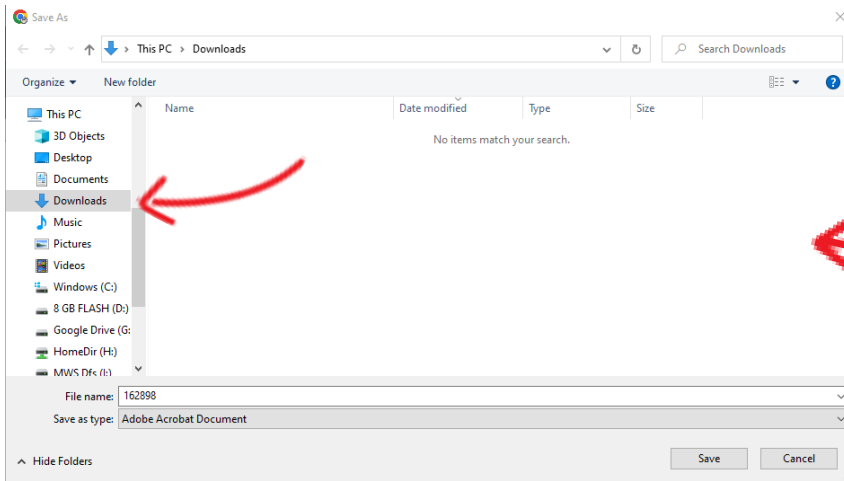 Save As
This PC > Downloads
Search Downloads
Organize
New folder
?
Name
Date modified
Type
Size
No items match your search.
This PC
3D Objects
Desktop
Documents
Downloads
Music
Pictures
Videos
Windows (C:)
8 GB FLASH (D:)
Google Drive (G:
HomeDir (H:)
MWS Dfs (I:)
File name: 162898
Save as type: Adobe Acrobat Document
Hide Folders
Save
Cancel